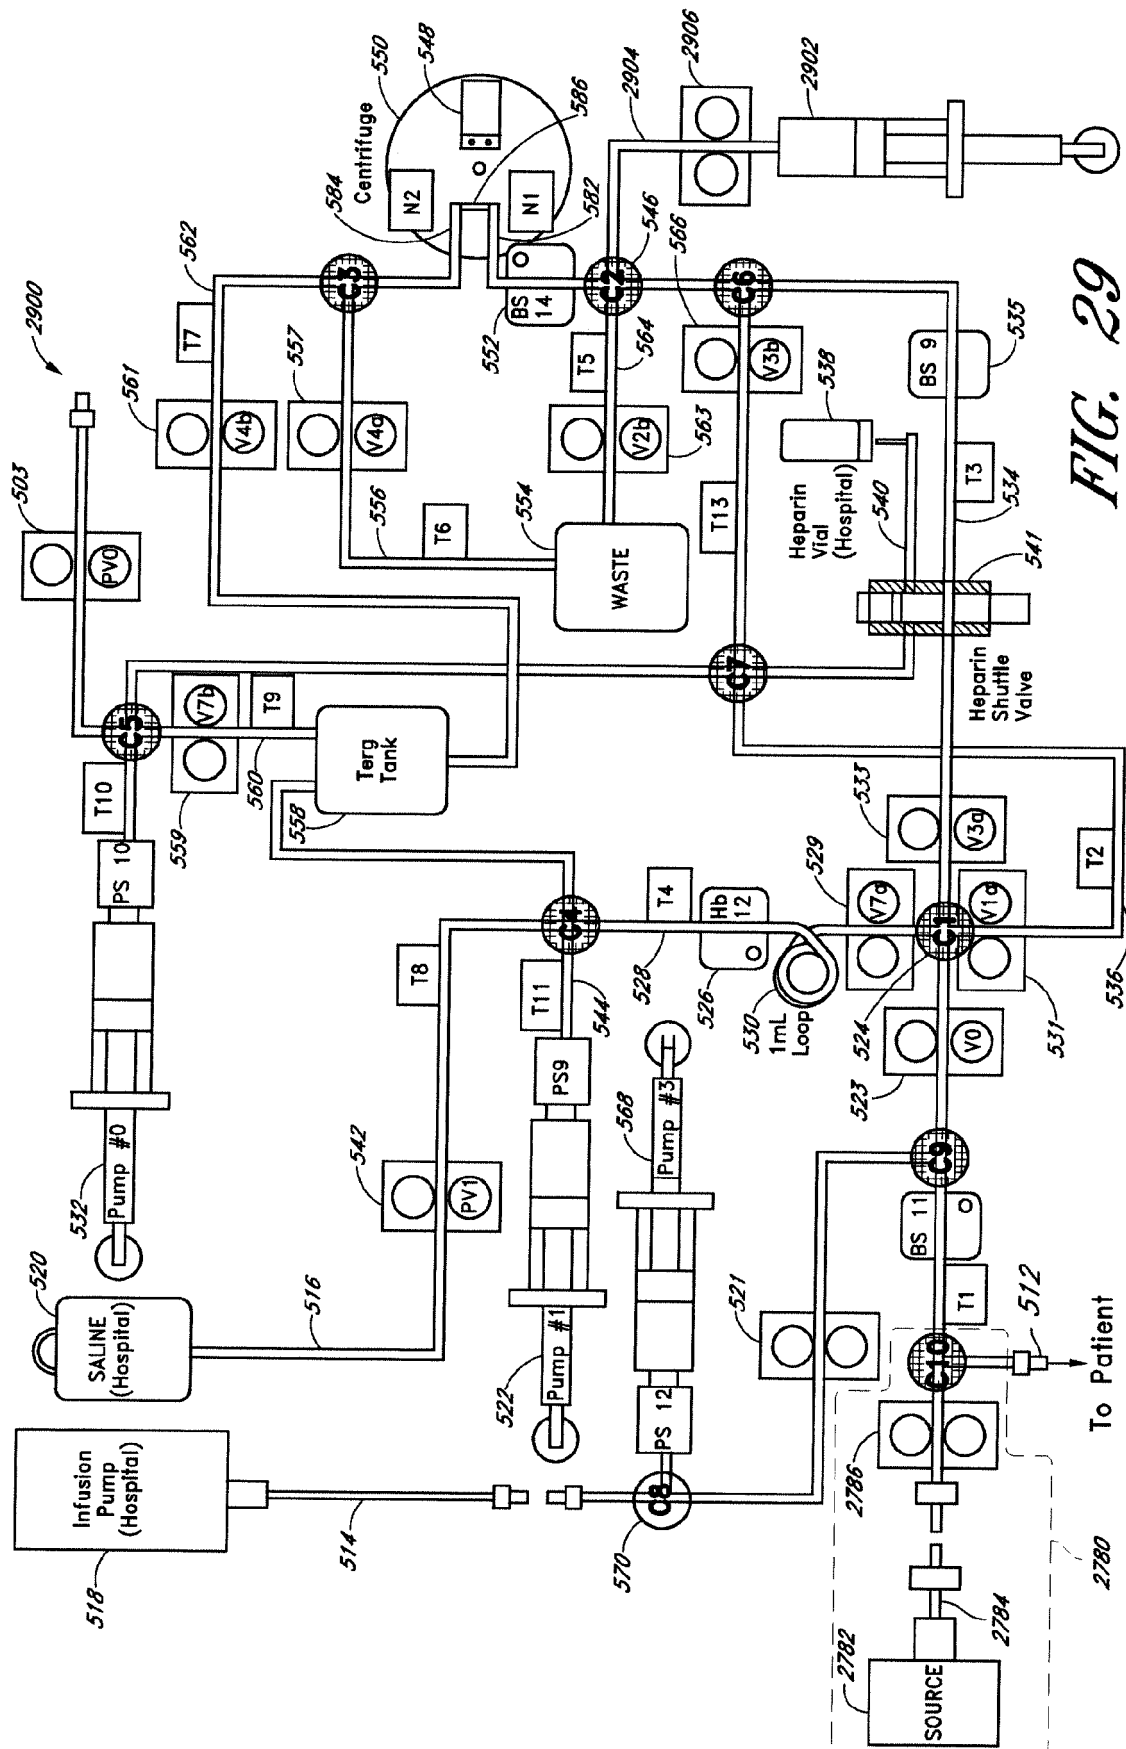 2900
503
PV0
561
562
T7
V4b
557
V4a
584
Centrifuge
550
548
586
N2
N1
582
C3
BS
14
552
C2
546
2904
2906
2902
556
T6
554
WASTE
T5
564
V2b
563
566
V3b
C6
T13
538
Heparin
Vial
(Hospital)
540
BS 9
535
T3
534
541
Heparin
Shuttle
Valve
C7
C5
V7b
T9
560
559
T10
PS 10
Pump #0
532
Terg
Tank
558
C4
T4
528
Hb
12
526
530
1mL
Loop
529
V7a
533
V3a
C1
V1a
524
531
T2
536
523
V0
T8
T11
544
PS9
Pump #1
522
542
PV1
Pump #3
568
PS 12
C8
570
521
C9
BS 11
T1
C10
512
To Patient
520
SALINE
(Hospital)
516
Infusion
Pump
(Hospital)
518
514
2786
2780
2782
2784
SOURCE
FIG. 29